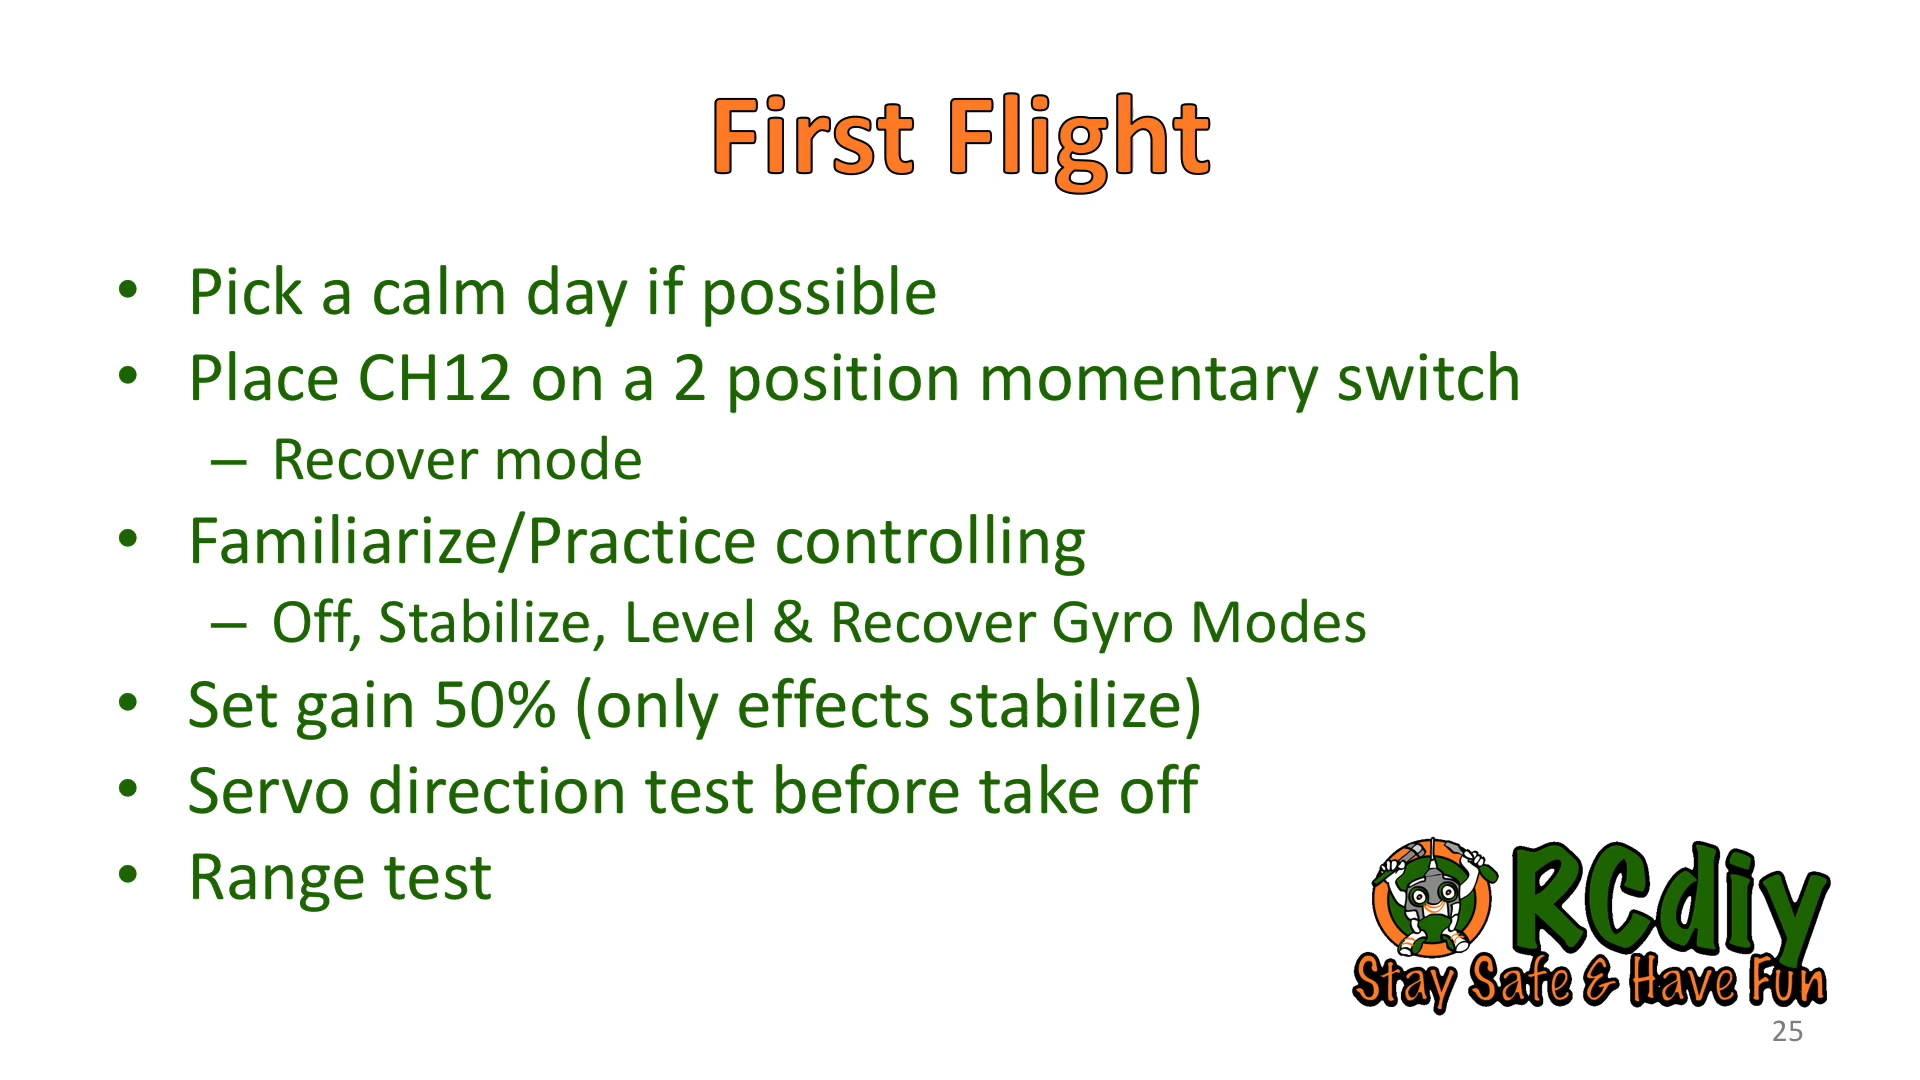 First Flight
• Pick a calm day if possible
• Place CH12 on a 2 position momentary switch
– Recover mode
• Familiarize/Practice controlling
– Off, Stabilize, Level & Recover Gyro Modes
• Set gain 50% (only effects stabilize)
• Servo direction test before take off
• Range test
RCdiy
Stay Safe & Have Fun
25